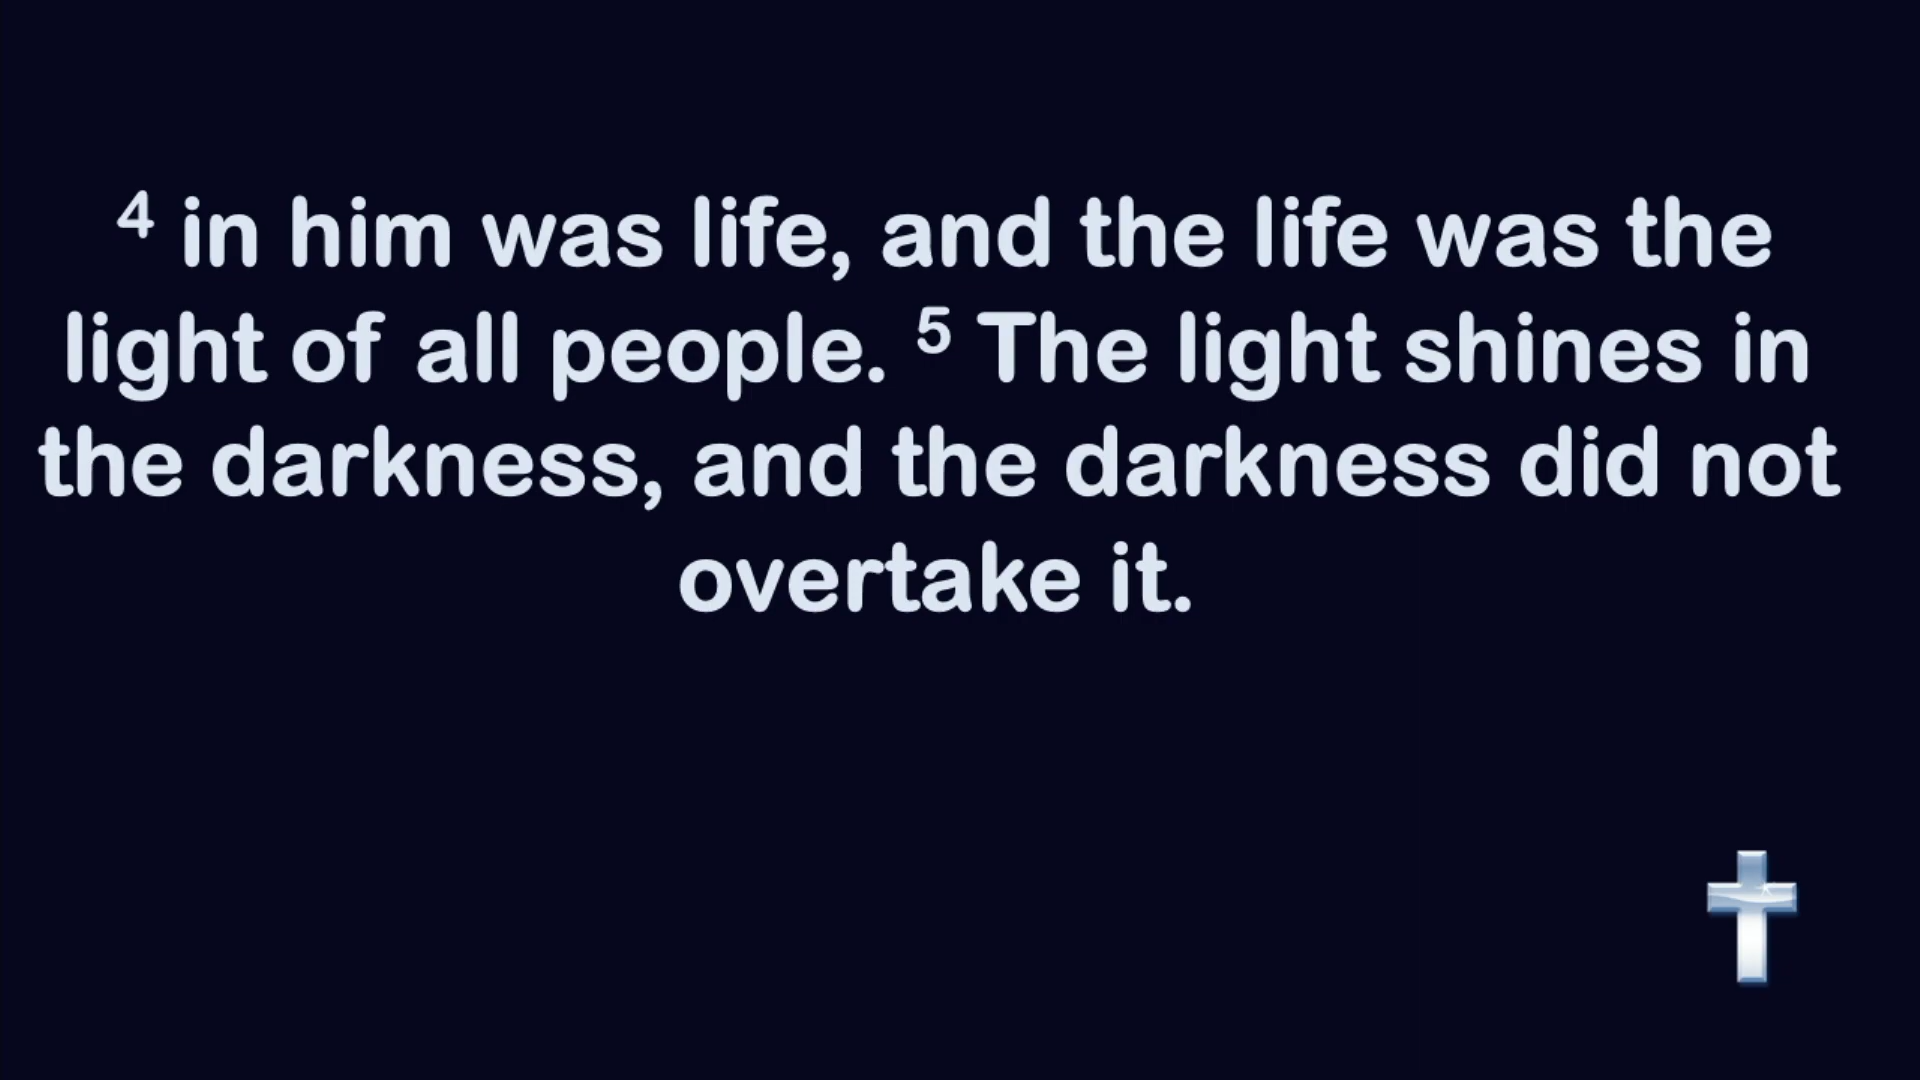 ⁴ in him was life, and the life was the
light of all people. ⁵ The light shines in
the darkness, and the darkness did not
overtake it.